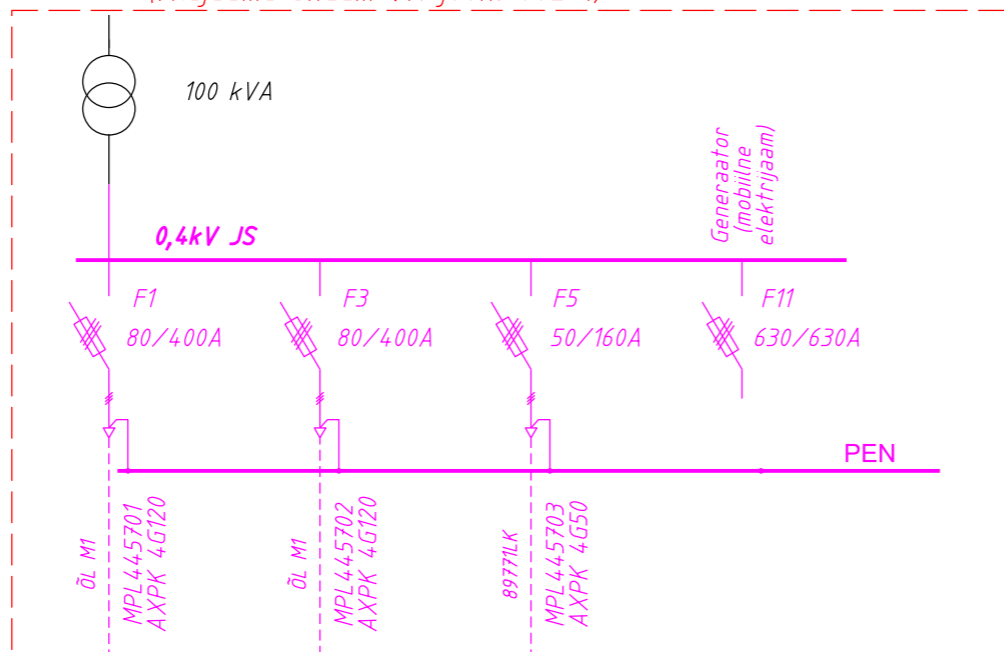 100 kVA
Generaator
(mobiilne
elektrijaam)
0,4kV JS
F1
80/400A
F3
80/400A
F5
50/160A
F11
630/630A
PEN
ÕL M1
MPL445701
AXPK 4G120
ÕL M1
MPL445702
AXPK 4G120
89771LK
MPL445703
AXPK 4G50